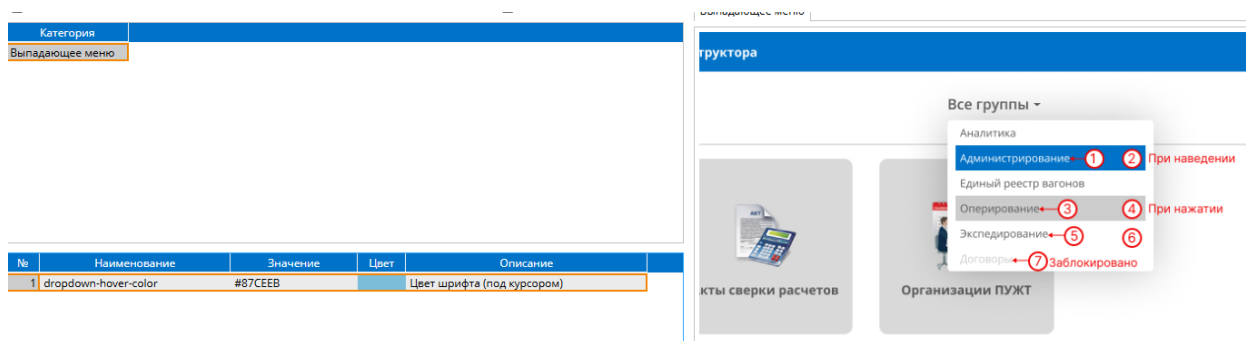 Категория
Выпадающее меню
№ Наименование Значение Цвет Описание
1 dropdown-hover-color #87CEEB Цвет шрифта (под курсором)
Выпадающее меню
труктора
Все группы
Аналитика
Администрирование 1 2 При наведении
Единый реестр вагонов
Оперирование 3 4 При нажатии
Экспедирование 5 6
Договоры 7 Заблокировано
АКТ
кты сверки расчетов
Организации ПУЖТ